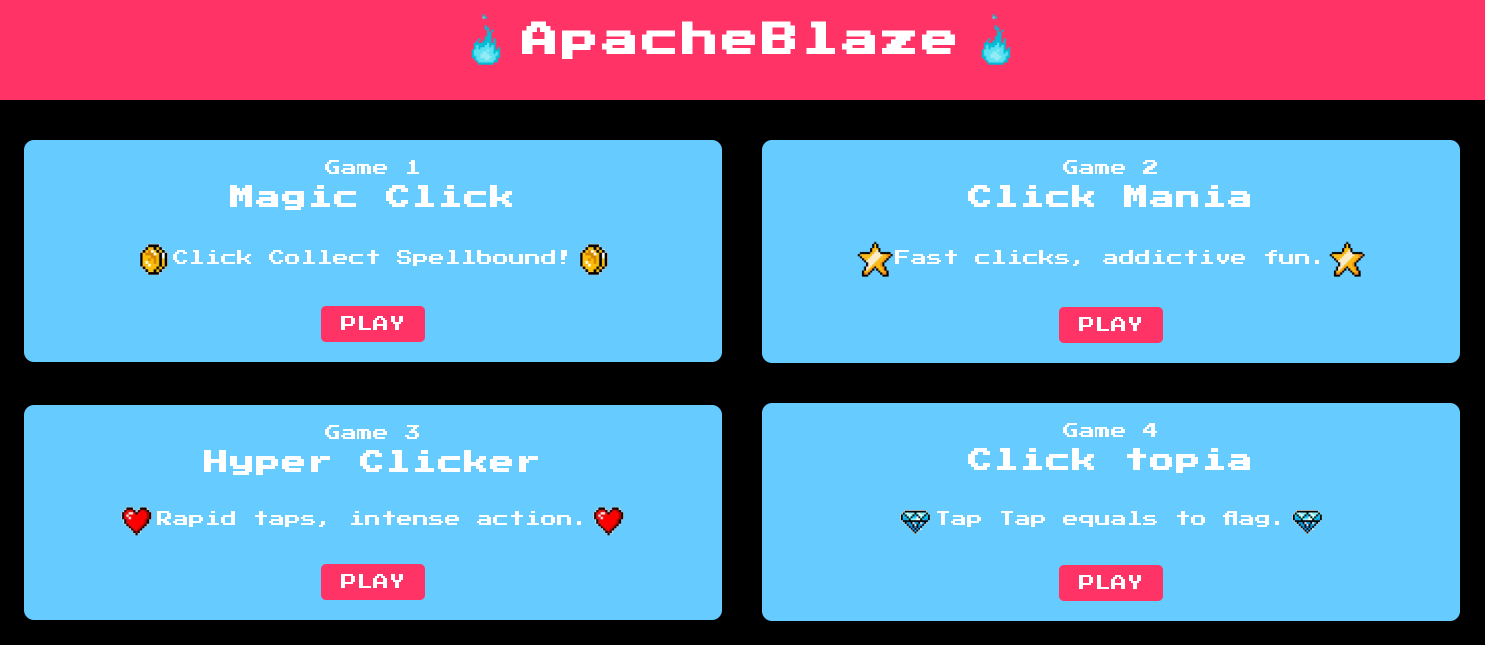 ApacheBlaze
Game 1
Magic Click
Click Collect Spellbound!
PLAY
Game 2
Click Mania
Fast clicks, addictive fun.
PLAY
Game 3
Hyper Clicker
Rapid taps, intense action.
PLAY
Game 4
Click topia
Tap Tap equals to flag.
PLAY